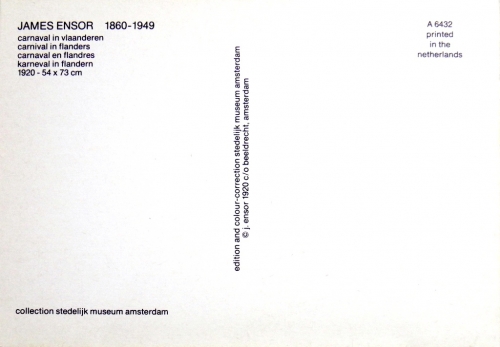 JAMES ENSOR 1860-1949
carnaval in vlaanderen
carnival in flanders
carnaval en flandres
karneval in flandern
1920 - 54 x 73 cm
A 6432
printed
in the
netherlands
edition and colour-correction stedelijk museum amsterdam
© j. ensor 1920 c/o beeldrecht, amsterdam
collection stedelijk museum amsterdam